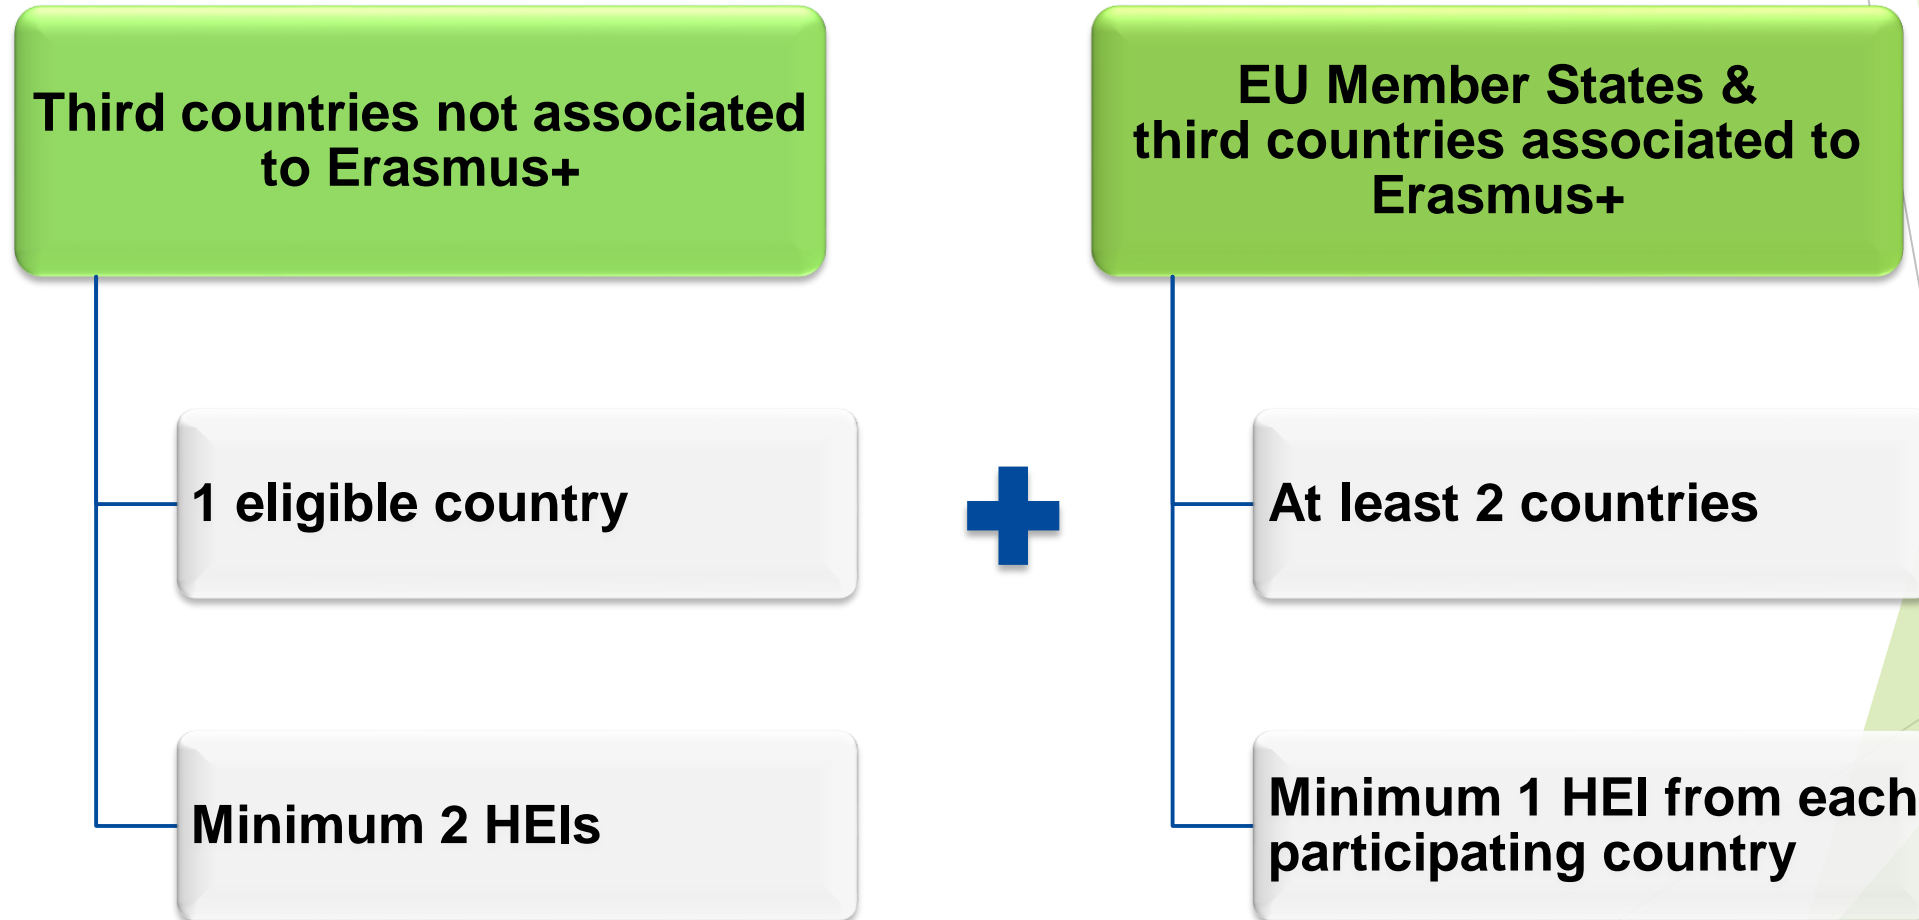 Third countries not associated
to Erasmus+
1 eligible country
Minimum 2 HEIs
EU Member States &
third countries associated to
Erasmus+
At least 2 countries
Minimum 1 HEI from each
participating country